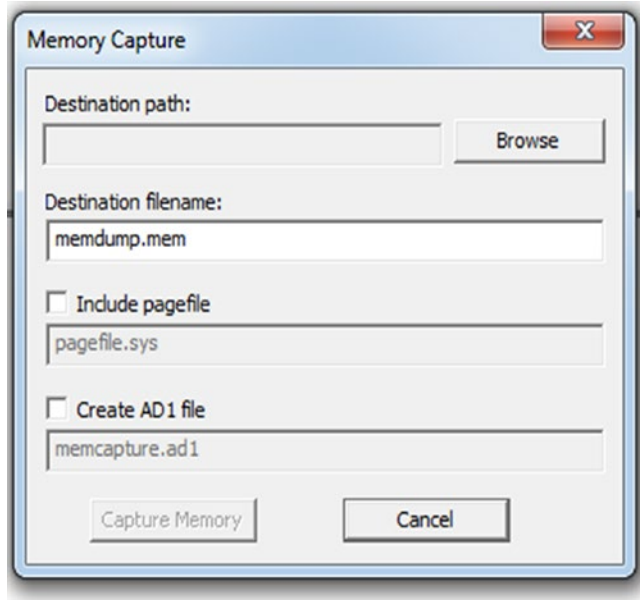 Memory Capture
Destination path:
Browse
Destination filename:
memdump.mem
Include pagefile
pagefile.sys
Create AD1 file
memcapture.ad1
Capture Memory Cancel